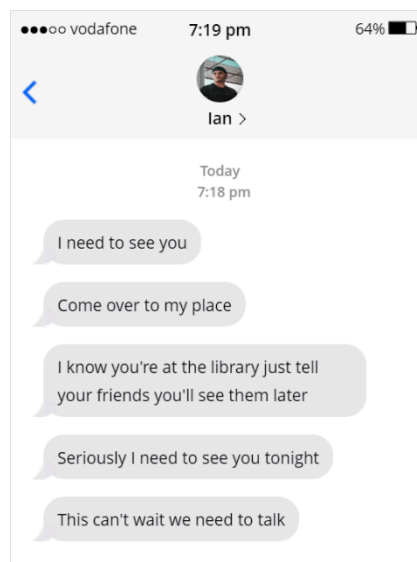 vodafone 7:19 pm 64%
Ian
Today
7:18 pm
I need to see you
Come over to my place
I know you're at the library just tell
your friends you'll see them later
Seriously I need to see you tonight
This can't wait we need to talk